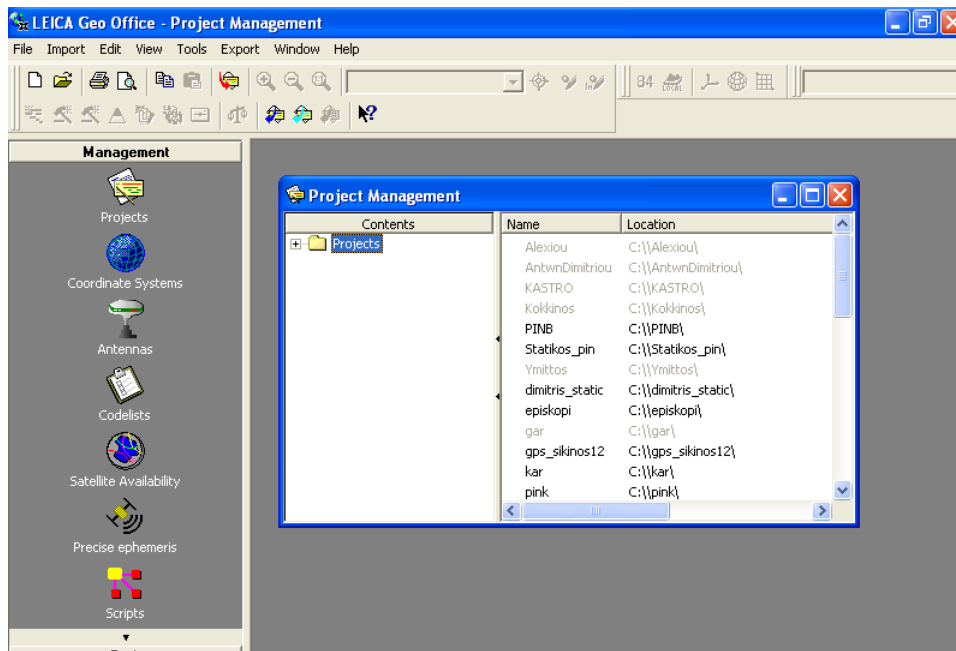 LEICA Geo Office - Project Management
File Import Edit View Tools Export Window Help
84
LOCAL
Management
Projects
Coordinate Systems
Antennas
Codelists
Satellite Availability
Precise ephemeris
Scripts
Project Management
Contents
Projects
Name Location
Alexiou C:\\Alexiou\
AntwnDimitriou C:\\AntwnDimitriou\
KASTRO C:\\KASTRO\
Kokkinos C:\\Kokkinos\
PINB C:\\PINB\
Statikos_pin C:\\Statikos_pin\
Ymittos C:\\Ymittos\
dimitris_static C:\\dimitris_static\
episkopi C:\\episkopi\
gar C:\\gar\
gps_sikinos12 C:\\gps_sikinos12\
kar C:\\kar\
pink C:\\pink\